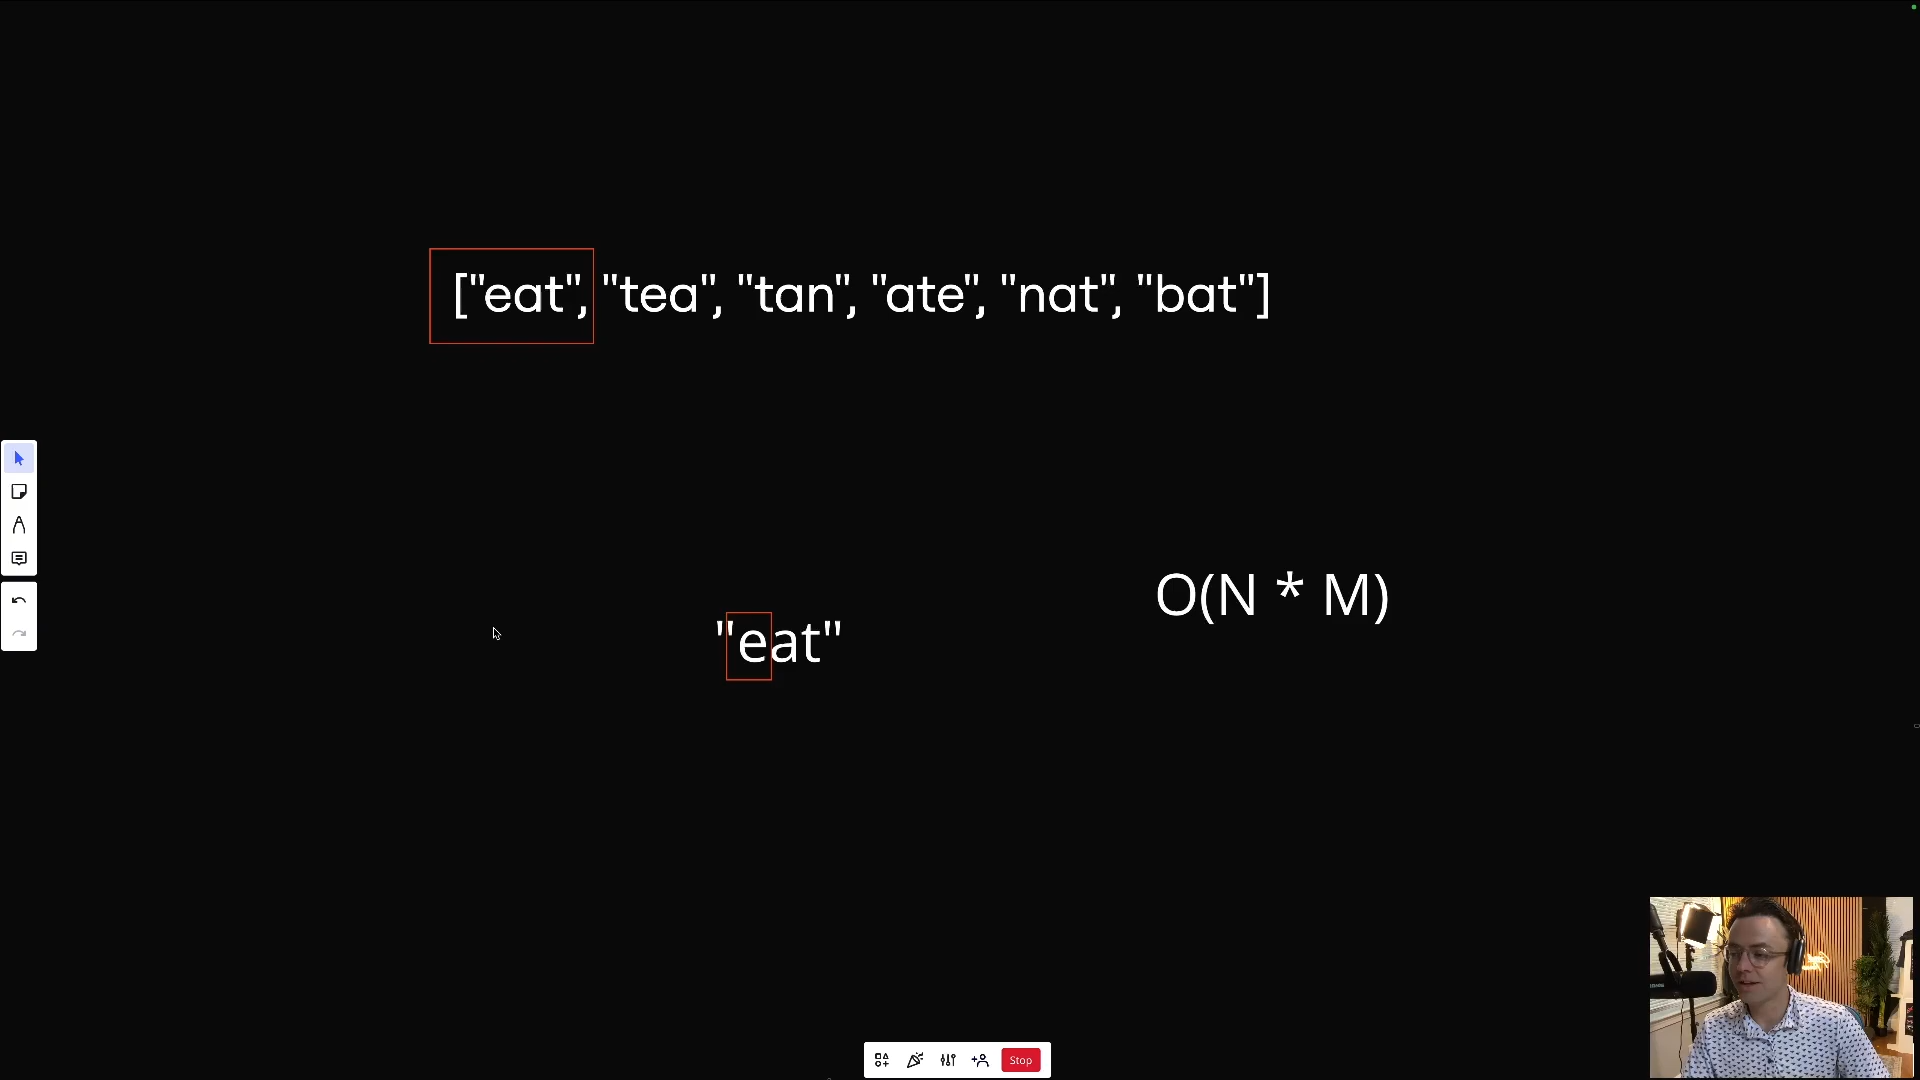 ["eat", "tea", "tan", "ate", "nat", "bat"]
O(N * M)
"eat"
Stop